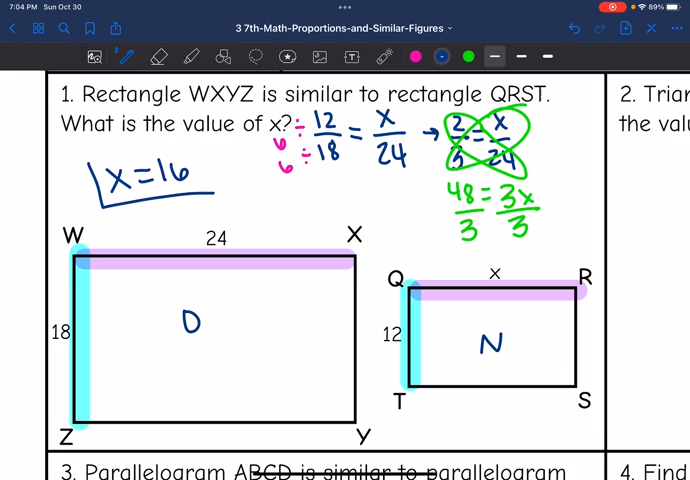 7:04 PM Sun Oct 30
89%
3 7th-Math-Proportions-and-Similar-Figures
1. Rectangle WXYZ is similar to rectangle QRST.
What is the value of x?
÷6 12/18 = x/24 → 2/3 = x/24
÷6
x = 16
48/3 = 3x/3
W 24 X
18 D
Z Y
Q x R
12 N
T S
2. Trian
the valu
3. Parallelogram ABCD is similar to parallelogram
4. Find